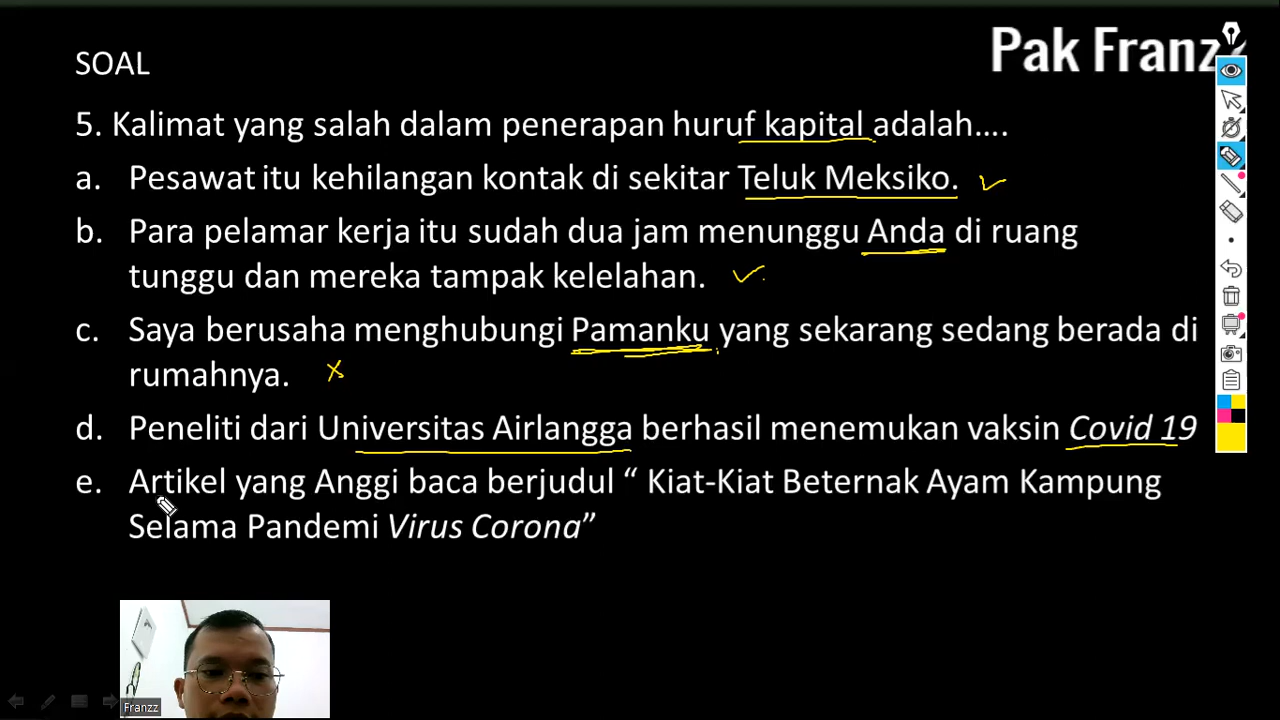 Pak Franzz
SOAL
5. Kalimat yang salah dalam penerapan huruf kapital adalah....
a. Pesawat itu kehilangan kontak di sekitar Teluk Meksiko.
b. Para pelamar kerja itu sudah dua jam menunggu Anda di ruang
tunggu dan mereka tampak kelelahan.
c. Saya berusaha menghubungi Pamanku yang sekarang sedang berada di
rumahnya.
d. Peneliti dari Universitas Airlangga berhasil menemukan vaksin Covid 19
e. Artikel yang Anggi baca berjudul “ Kiat-Kiat Beternak Ayam Kampung
Selama Pandemi Virus Corona”
Franzz